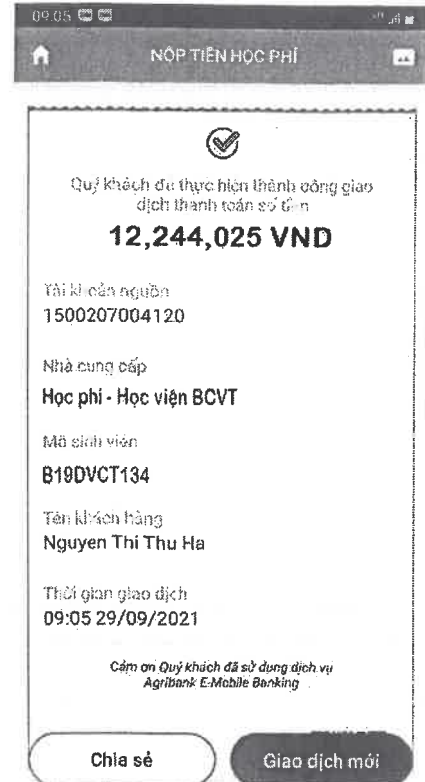 09:05
NỘP TIỀN HỌC PHÍ
Quý khách đã thực hiện thành công giao
dịch thanh toán số tiền
12,244,025 VND
Tài khoản nguồn
1500207004120
Nhà cung cấp
Học phí - Học viện BCVT
Mã sinh viên
B19DVCT134
Tên khách hàng
Nguyen Thi Thu Ha
Thời gian giao dịch
09:05 29/09/2021
Cảm ơn Quý khách đã sử dụng dịch vụ
Agribank E-Mobile Banking
Chia sẻ
Giao dịch mới